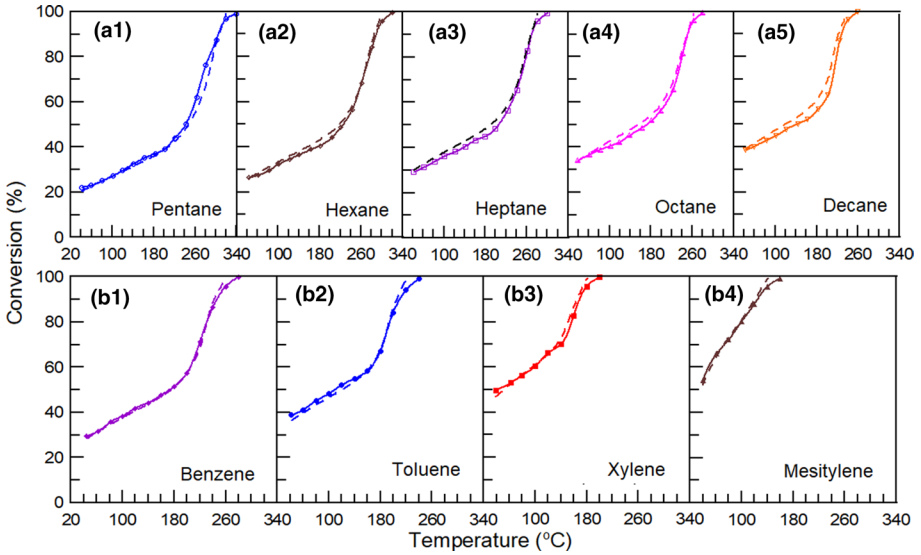 (a1) (a2) (a3) (a4) (a5)
100
80
60
40
20
0
Pentane Hexane Heptane Octane Decane
20 100 180 260 340 100 180 260 340 100 180 260 340 100 180 260 340 100 180 260 340
Conversion (%)
(b1) (b2) (b3) (b4)
100
80
60
40
20
0
Benzene Toluene Xylene Mesitylene
20 100 180 260 340 100 180 260 340 100 180 260 340 100 180 260 340
Temperature (°C)